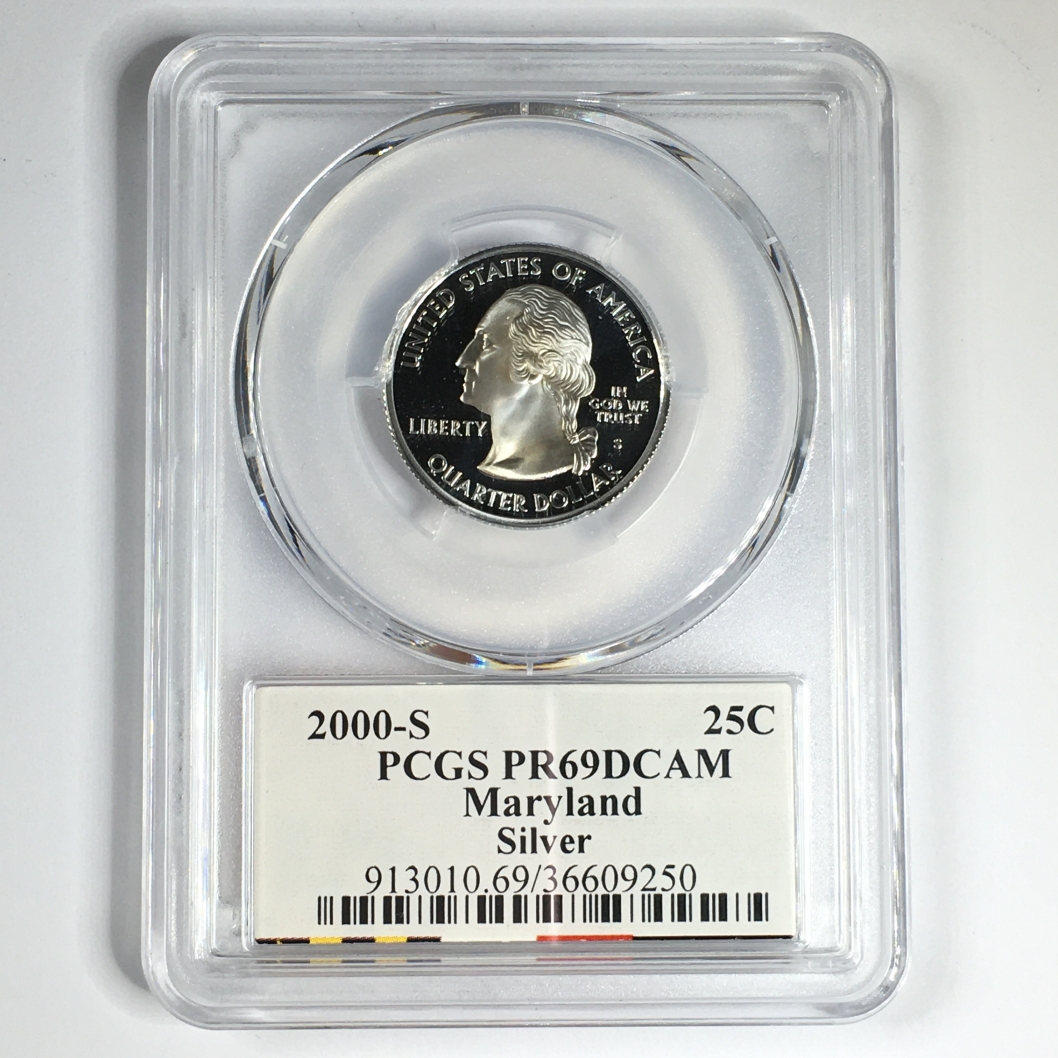 UNITED STATES OF AMERICA
IN
GOD WE
TRUST
LIBERTY
S
QUARTER DOLLAR
2000-S 25C
PCGS PR69DCAM
Maryland
Silver
913010.69/36609250